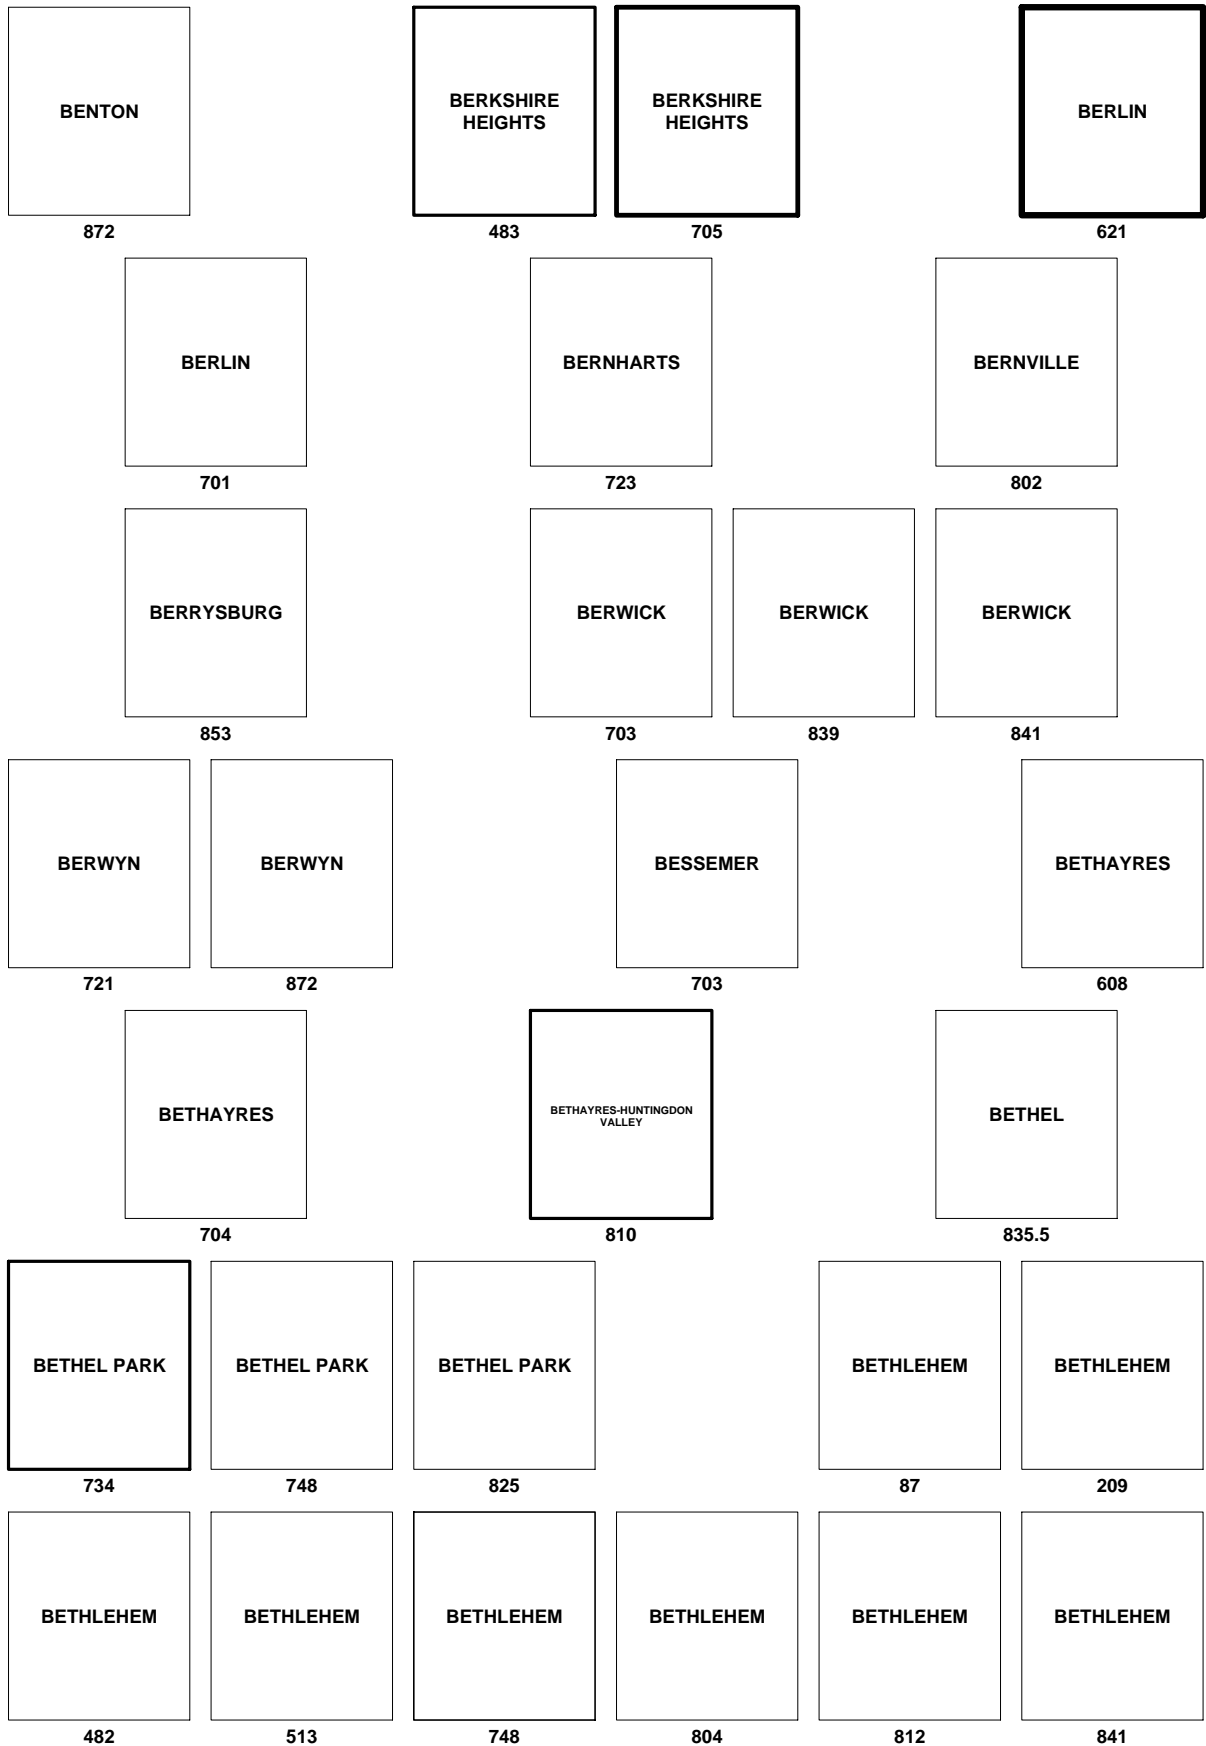 BENTON
872
BERKSHIRE
HEIGHTS
483
BERKSHIRE
HEIGHTS
705
BERLIN
621
BERLIN
701
BERNHARTS
723
BERNVILLE
802
BERRYSBURG
853
BERWICK
703
BERWICK
839
BERWICK
841
BERWYN
721
BERWYN
872
BESSEMER
703
BETHAYRES
608
BETHAYRES
704
BETHAYRES-HUNTINGDON
VALLEY
810
BETHEL
835.5
BETHEL PARK
734
BETHEL PARK
748
BETHEL PARK
825
BETHLEHEM
87
BETHLEHEM
209
BETHLEHEM
482
BETHLEHEM
513
BETHLEHEM
748
BETHLEHEM
804
BETHLEHEM
812
BETHLEHEM
841